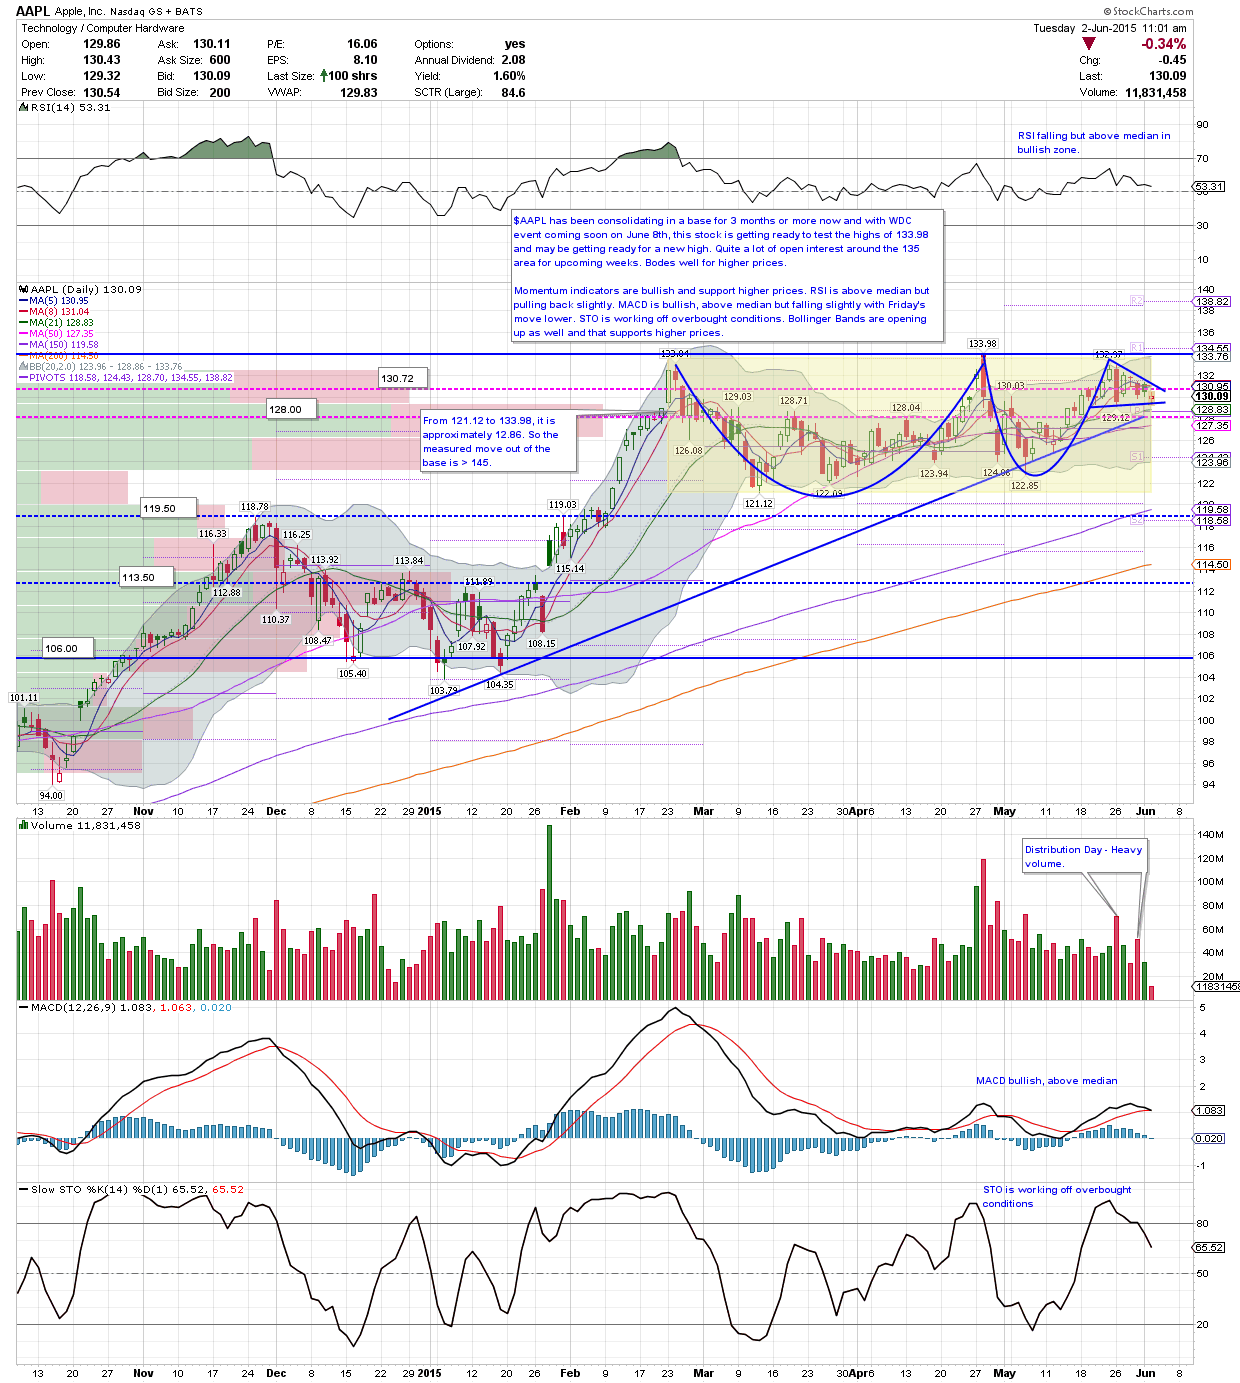 AAPL Apple, Inc. Nasdaq GS + BATS
© StockCharts.com
Technology / Computer Hardware
Tuesday 2-Jun-2015 11:01 am
Open: 129.86 Ask: 130.11 P/E: 16.06 Options: yes
-0.34%
High: 130.43 Ask Size: 600 EPS: 8.10 Annual Dividend: 2.08
Chg: -0.45
Low: 129.32 Bid: 130.09 Last Size: 100 shrs Yield: 1.60%
Last: 130.09
Prev Close: 130.54 Bid Size: 200 VWAP: 129.83 SCTR (Large): 84.6
Volume: 11,831,458
RSI(14) 53.31
RSI falling but above median in
bullish zone.
90
70
53.31
30
10
$AAPL has been consolidating in a base for 3 months or more now and with WDC
event coming soon on June 8th, this stock is getting ready to test the highs of 133.98
and may be getting ready for a new high. Quite a lot of open interest around the 135
area for upcoming weeks. Bodes well for higher prices.
Momentum indicators are bullish and support higher prices. RSI is above median but
pulling back slightly. MACD is bullish, above median but falling slightly with Friday's
move lower. STO is working off overbought conditions. Bollinger Bands are opening
up as well and that supports higher prices.
AAPL (Daily) 130.09
MA(5) 130.95
MA(8) 131.04
MA(21) 128.83
MA(50) 127.35
MA(150) 119.58
MA(200) 114.50
BB(20,2.0) 123.96 - 128.86 - 133.76
PIVOTS 118.58, 124.43, 128.70, 134.55, 138.82
130.72
128.00
119.50
113.50
106.00
From 121.12 to 133.98, it is
approximately 12.86. So the
measured move out of the
base is > 145.
101.11
94.00
116.33
118.78
112.88
116.25
110.37
113.92
108.47
105.40
113.84
103.79
111.89
107.92
104.35
108.15
119.03
115.14
133.04
126.08
129.03
121.12
128.71
122.09
128.04
123.94
133.98
124.08
130.03
122.85
132.97
129.12
R2
R1
S1
S2
140
138.82
138
136
134.55
133.76
132
130.95
130.09
128.83
127.35
126
123.96
122
119.58
118.58
116
114.50
112
110
108
106
104
102
100
98
96
94
13 20 27 Nov 10 17 24 Dec 8 15 22 29 2015 12 20 26 Feb 9 17 23 Mar 9 16 23 30 Apr 6 13 20 27 May 11 18 26 Jun 8
Volume 11,831,458
Distribution Day - Heavy
volume.
140M
120M
100M
80M
60M
40M
20M
11831458
MACD(12,26,9) 1.083, 1.063, 0.020
MACD bullish, above median
5
4
3
2
1.083
0.020
-1
Slow STO %K(14) %D(1) 65.52, 65.52
STO is working off overbought
conditions
80
65.52
50
20
13 20 27 Nov 10 17 24 Dec 8 15 22 29 2015 12 20 26 Feb 9 17 23 Mar 9 16 23 30 Apr 6 13 20 27 May 11 18 26 Jun 8